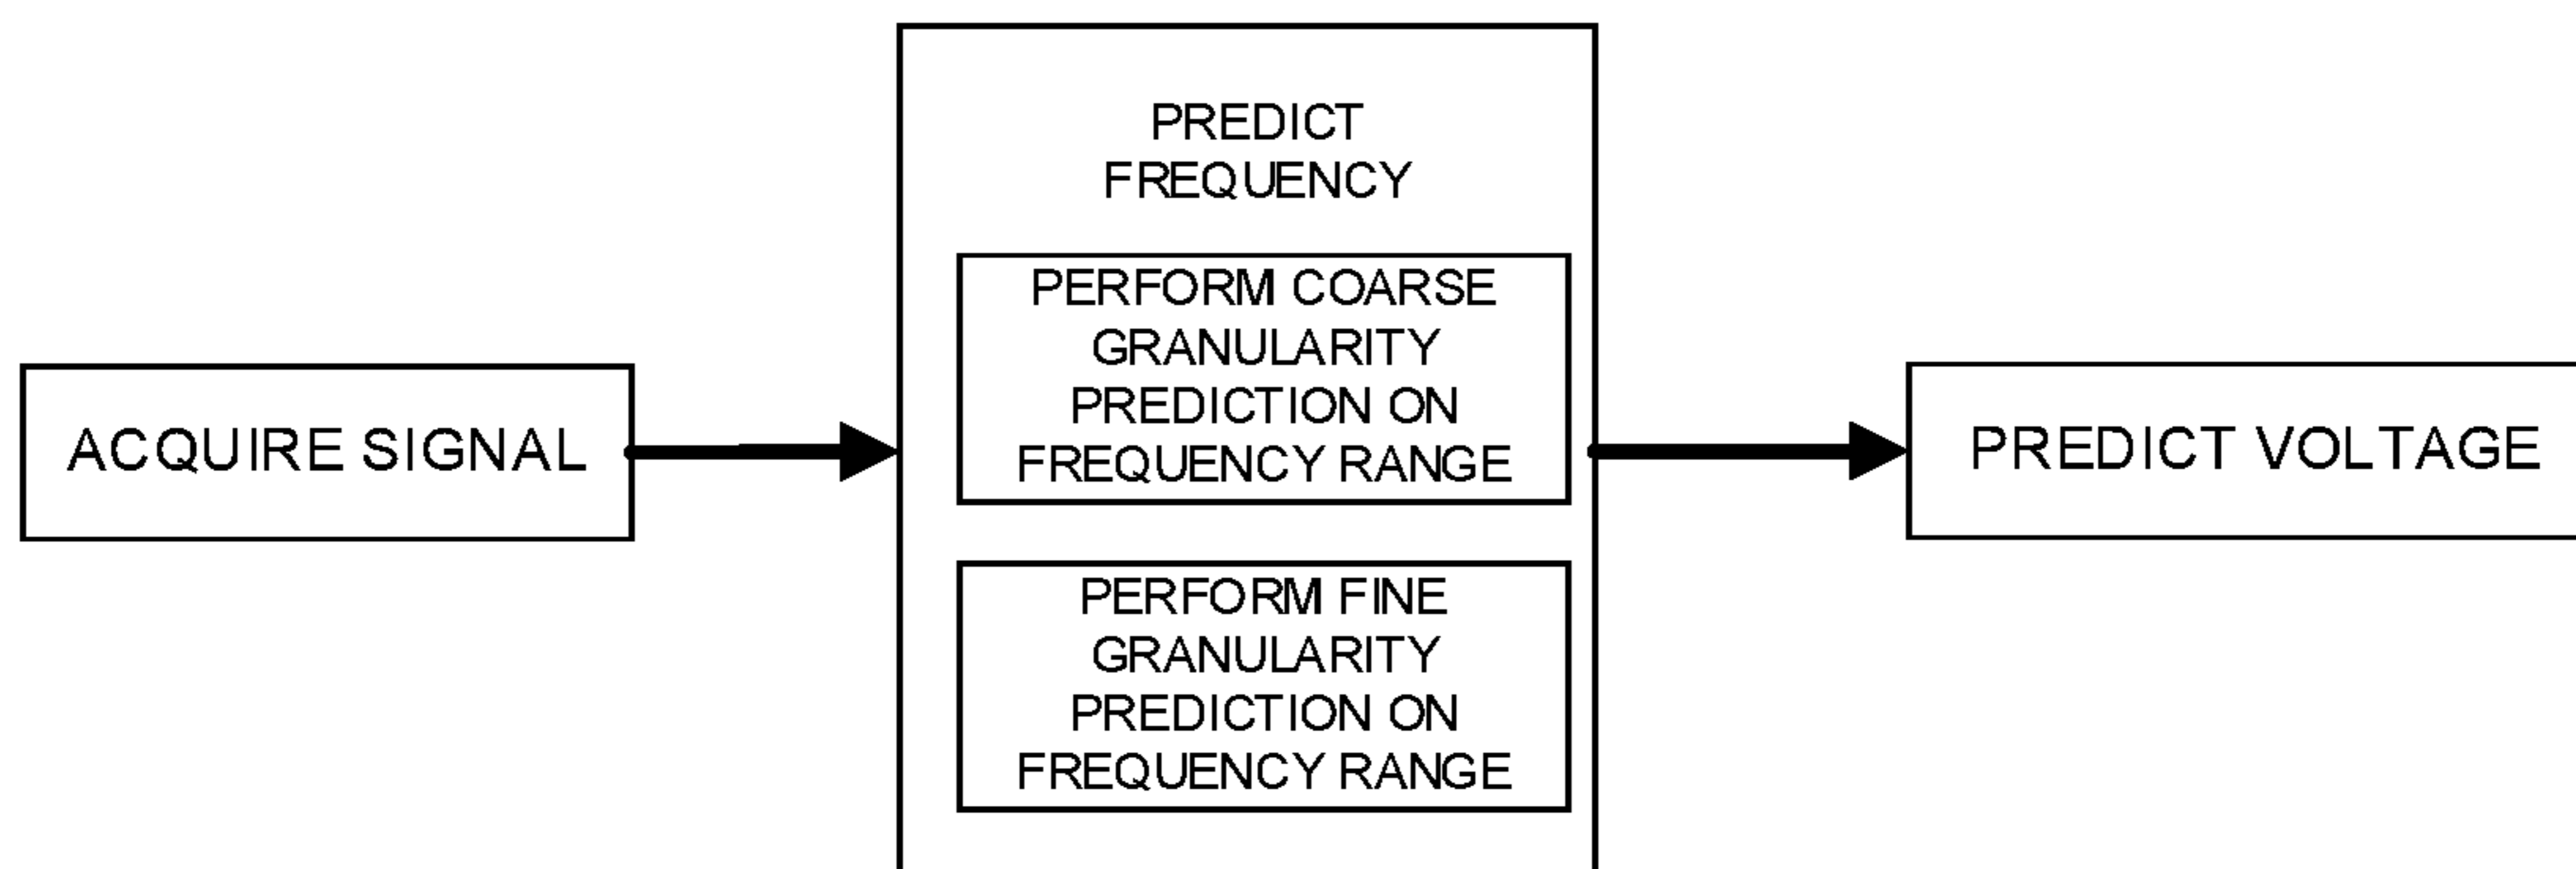 ACQUIRE SIGNAL
PREDICT
FREQUENCY
PERFORM COARSE
GRANULARITY
PREDICTION ON
FREQUENCY RANGE
PERFORM FINE
GRANULARITY
PREDICTION ON
FREQUENCY RANGE
PREDICT VOLTAGE